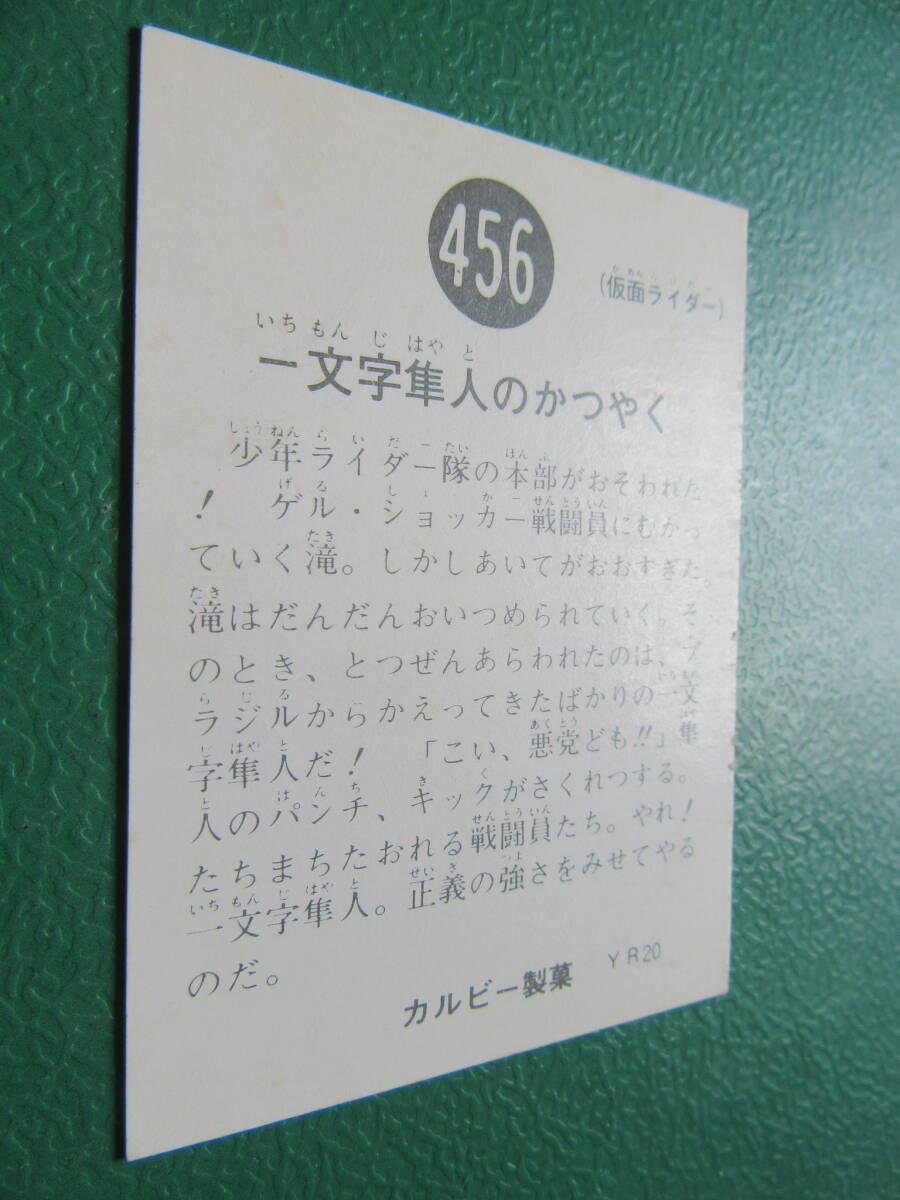 456
(仮面ライダー)
一文字隼人のかつやく
少年ライダー隊の本部がおそわれた
! ゲル・ショッカー戦闘員にむかっ
ていく滝。しかしあいてがおおすぎた。
滝はだんだんおいつめられていく。そ
のとき、とつぜんあらわれたのは、ブ
ラジルからかえってきたばかりの一文
字隼人だ! 「こい、悪党ども!!」隼
人のパンチ、キックがさくれつする。
たちまちたおれる戦闘員たち。やれ!
一文字隼人。正義の強さをみせてやる
のだ。
カルビー製菓 YR20